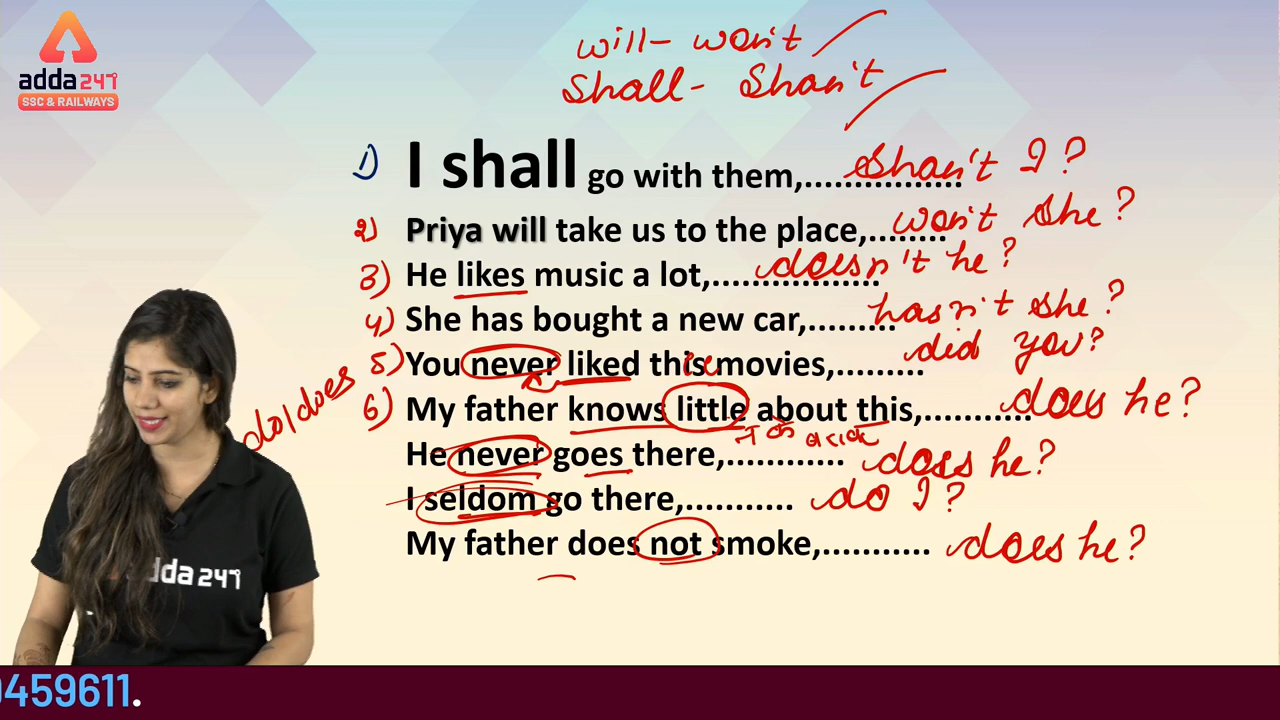 adda247
SSC & RAILWAYS
will - won't
Shall - Shan't
1) I shall go with them,................ Shan't I?
2) Priya will take us to the place,........ won't she?
3) He likes music a lot,................. doesn't he?
4) She has bought a new car,......... hasn't she?
5) You never liked this movies,......... did you?
do/does
6) My father knows little about this,........... does he?
He never goes there,............ does he?
I seldom go there,........... do I?
My father does not smoke,........... does he?
adda247
459611.